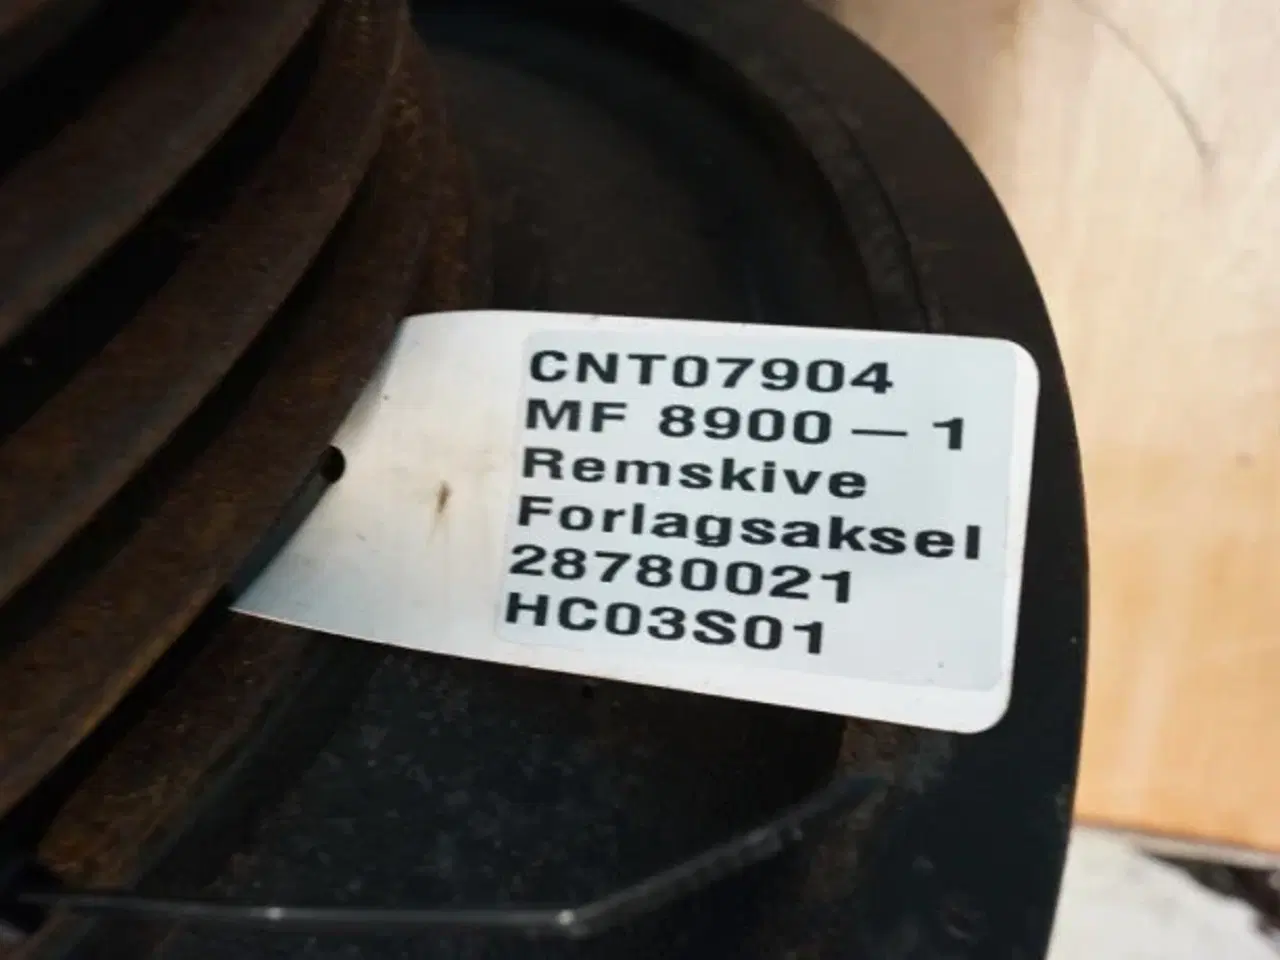 CNT07904
MF 8900 — 1
Remskive
Forlagsaksel
28780021
HC03S01